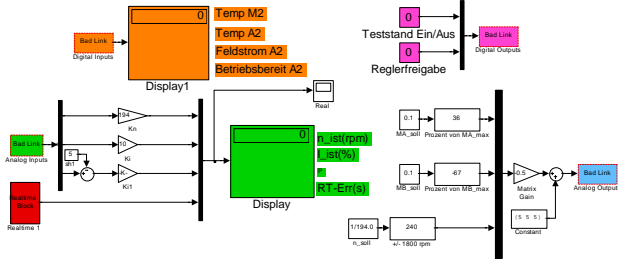 0
Temp M2
Temp A2
Feldstrom A2
Betriebsbereit A2
Bad Link
Digital Inputs
Display1
0
Teststand Ein/Aus
0
Reglerfreigabe
Bad Link
Digital Outputs
Real
194
Kn
10
Ki
5
sh1
-K-
Ki1
Bad Link
Analog Inputs
Realtime
Block
Realtime 1
0
n_ist(rpm)
I_ist(%)
RT-Err(s)
Display
0.1
MA_soll
36
Prozent von MA_max
0.1
MB_soll
-67
Prozent von MB_max
1/194.0
n_soll
240
+/- 1800 rpm
-0.5
Matrix
Gain
(5 5 5)
Constant
Bad Link
Analog Output